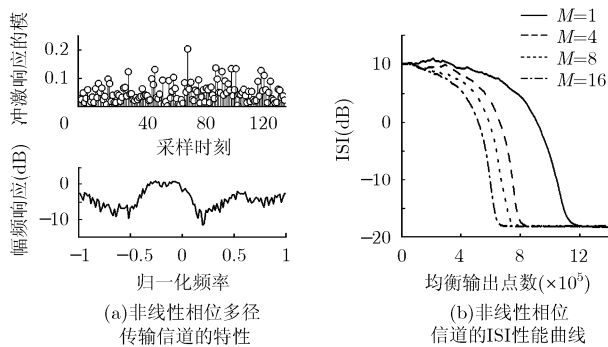 冲激响应的模
0.2
0.1
0 40 80 120
采样时刻
幅频响应(dB)
0
−10
−1 −0.5 0 0.5 1
归一化频率
(a)非线性相位多径
传输信道的特性
M=1
M=4
M=8
M=16
ISI(dB)
10
0
−10
−20
0 4 8 12
均衡输出点数(×10⁵)
(b)非线性相位
信道的ISI性能曲线